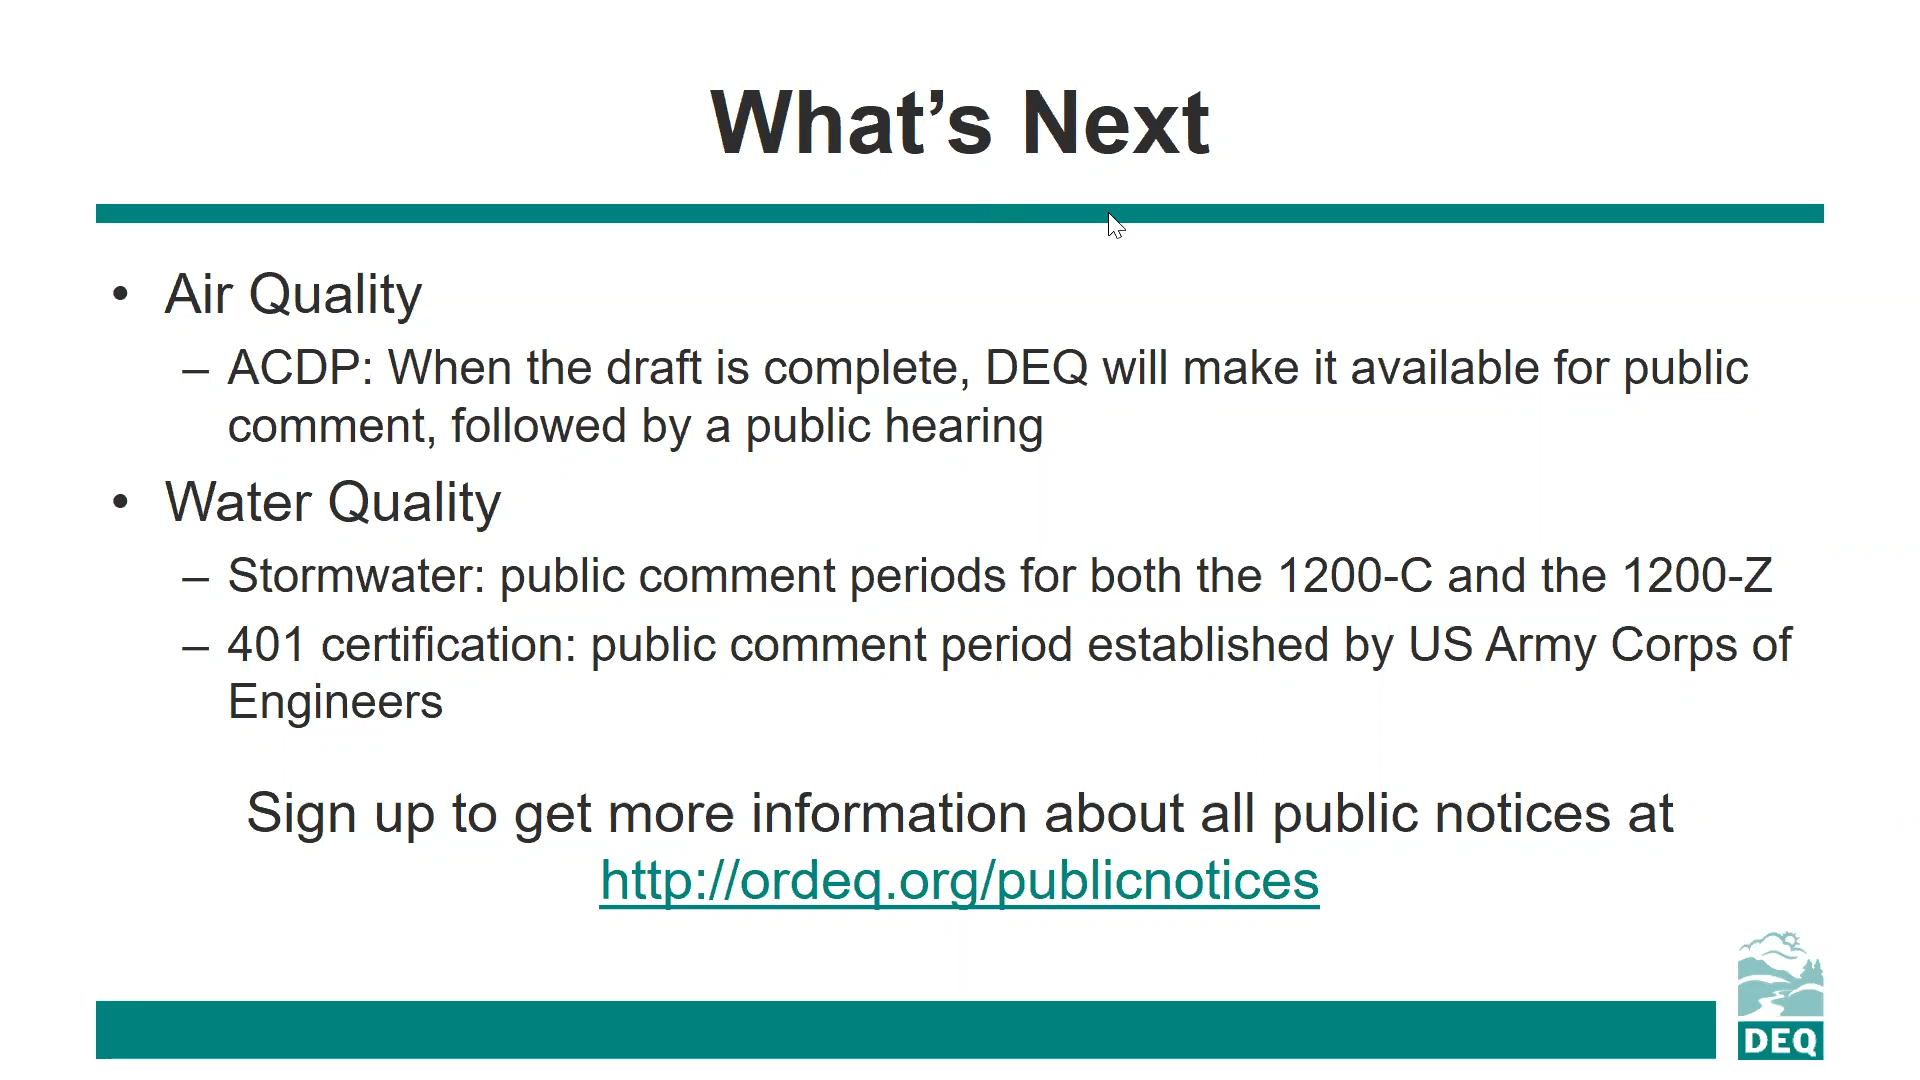 What’s Next
• Air Quality
– ACDP: When the draft is complete, DEQ will make it available for public
comment, followed by a public hearing
• Water Quality
– Stormwater: public comment periods for both the 1200-C and the 1200-Z
– 401 certification: public comment period established by US Army Corps of
Engineers
Sign up to get more information about all public notices at
http://ordeq.org/publicnotices
DEQ